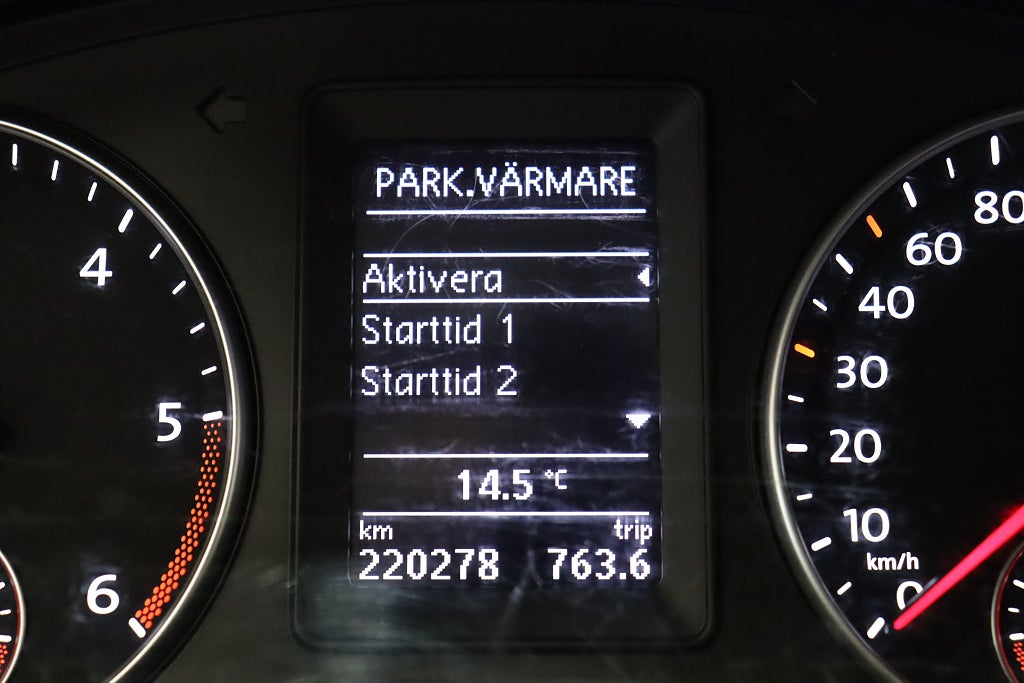 PARK.VÄRMARE
Aktivera
Starttid 1
Starttid 2
14.5 °C
km trip
220278 763.6
4
5
6
80
60
40
30
20
10
km/h
0